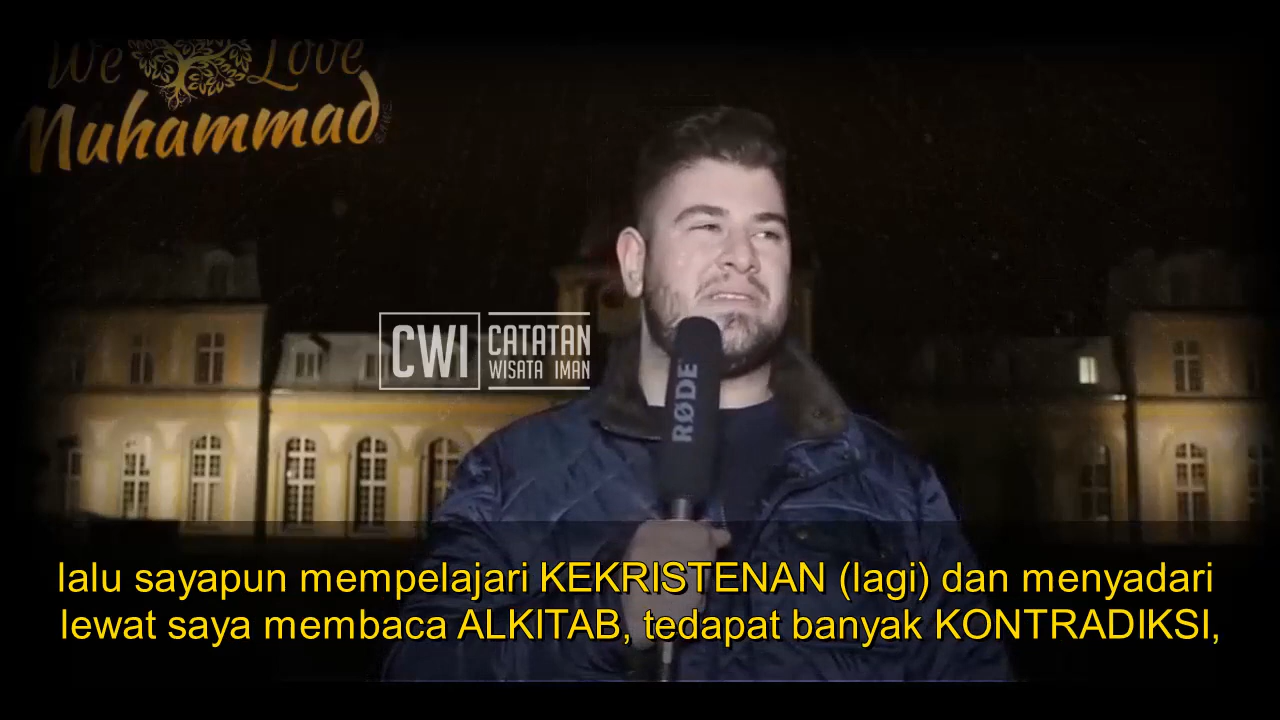 We Love
Muhammad
CWI CATATAN
WISATA IMAN
RØDE
lalu sayapun mempelajari KEKRISTENAN (lagi) dan menyadari
lewat saya membaca ALKITAB, tedapat banyak KONTRADIKSI,